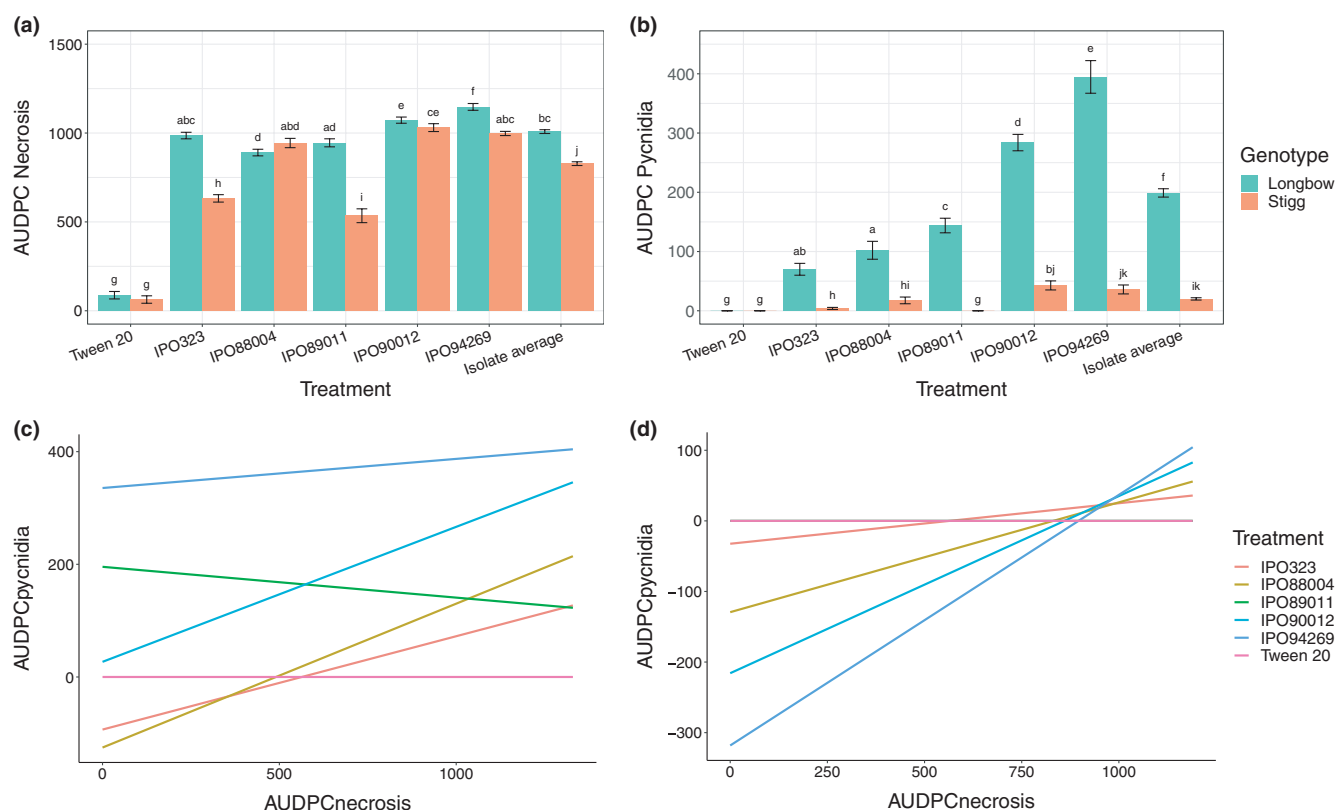 (a)
1500
1000
500
0
AUDPC Necrosis
g
g
abc
h
d
abd
ad
i
e
ce
f
abc
bc
j
Tween 20
IPO323
IPO88004
IPO89011
IPO90012
IPO94269
Isolate average
Treatment
(b)
400
300
200
100
0
AUDPC Pycnidia
g
g
ab
h
a
hi
c
g
d
bj
e
jk
f
ik
Tween 20
IPO323
IPO88004
IPO89011
IPO90012
IPO94269
Isolate average
Treatment
Genotype
Longbow
Stigg
(c)
400
200
0
AUDPCpycnidia
0
500
1000
AUDPCnecrosis
(d)
100
0
−100
−200
−300
AUDPCpycnidia
0
250
500
750
1000
AUDPCnecrosis
Treatment
IPO323
IPO88004
IPO89011
IPO90012
IPO94269
Tween 20